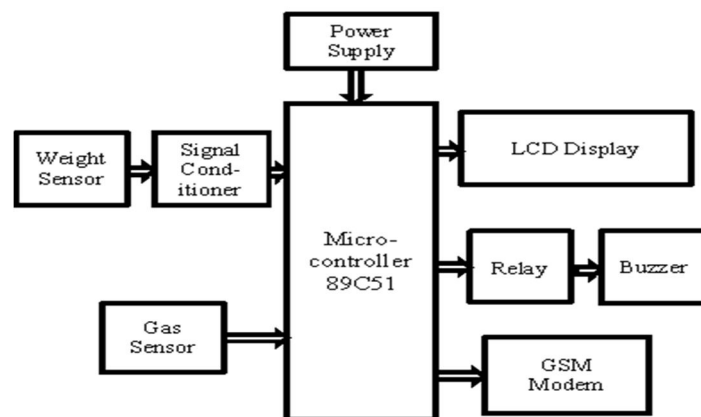 Power
Supply
Weight
Sensor
Signal
Cond-
itioner
LCD Display
Micro-
controller
89C51
Relay
Buzzer
Gas
Sensor
GSM
Modem